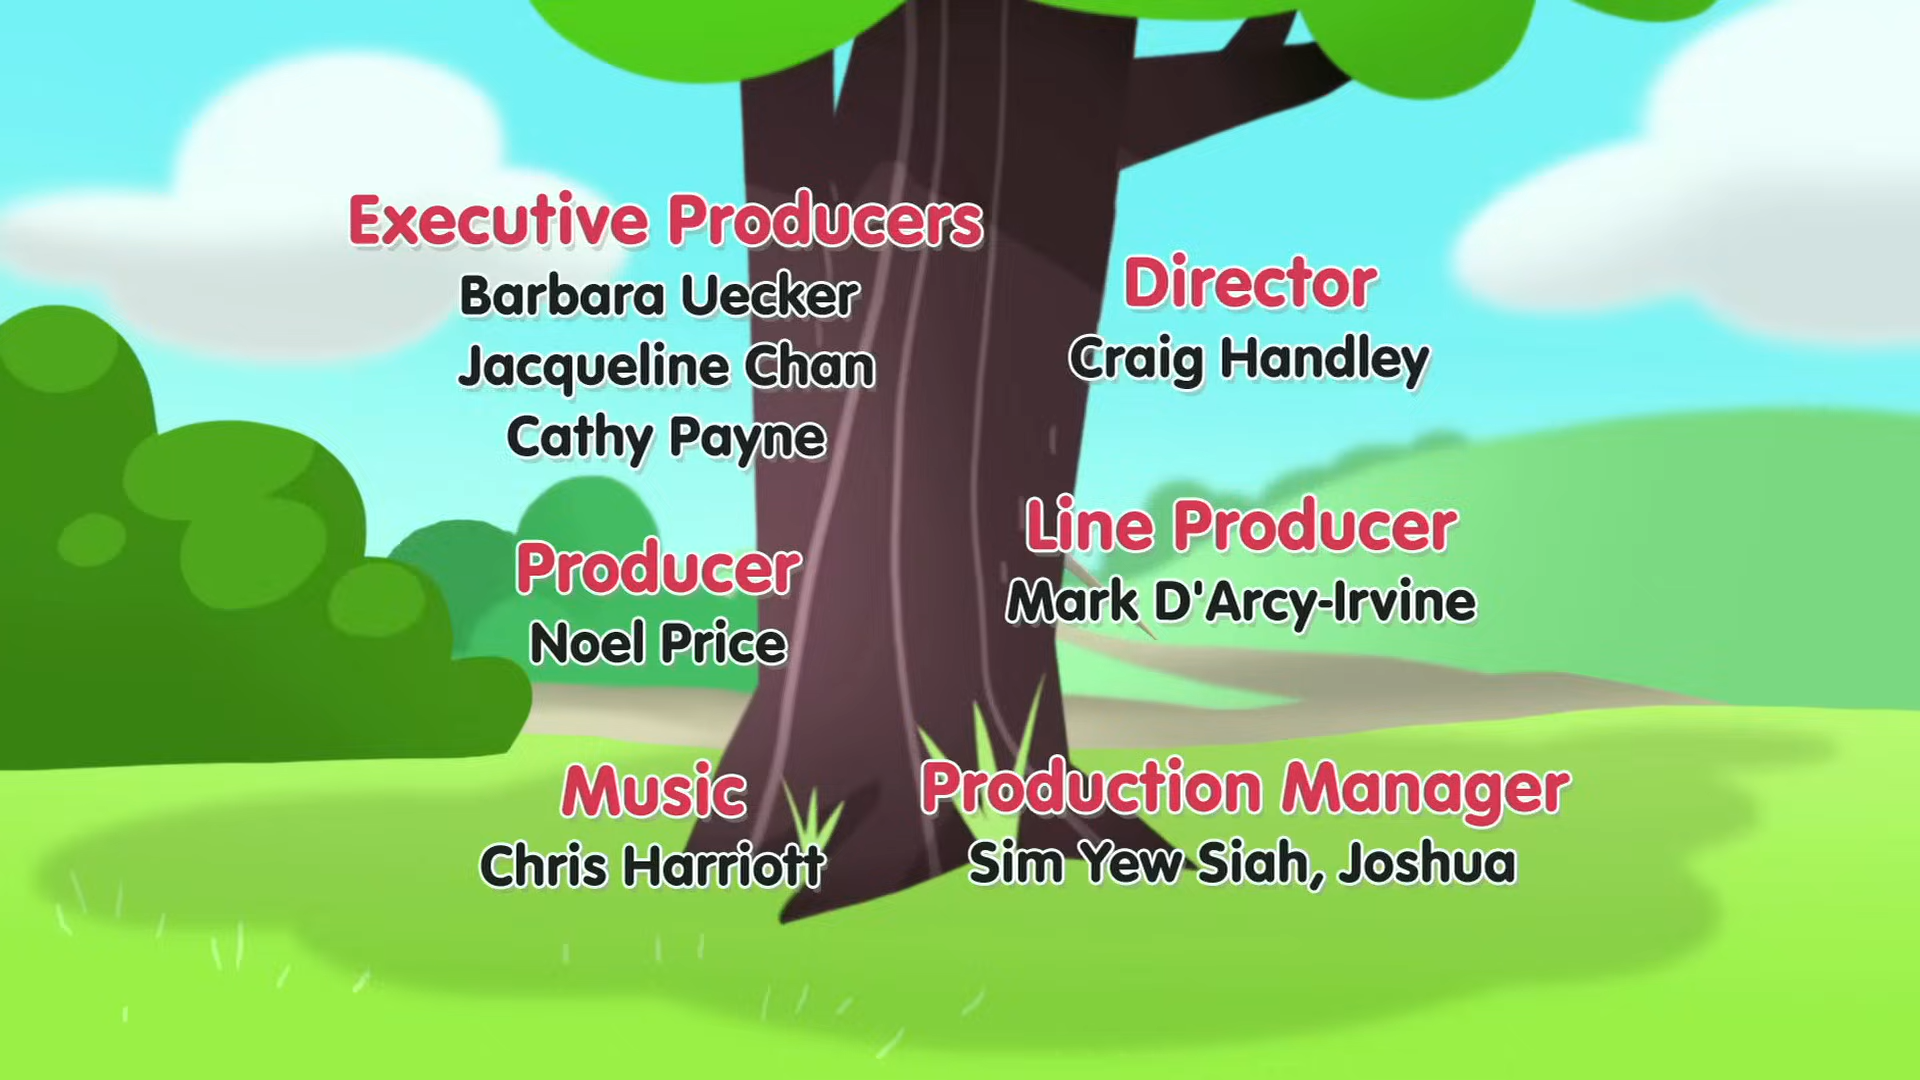 Executive Producers
Barbara Uecker
Jacqueline Chan
Cathy Payne
Producer
Noel Price
Music
Chris Harriott
Director
Craig Handley
Line Producer
Mark D'Arcy-Irvine
Production Manager
Sim Yew Siah, Joshua